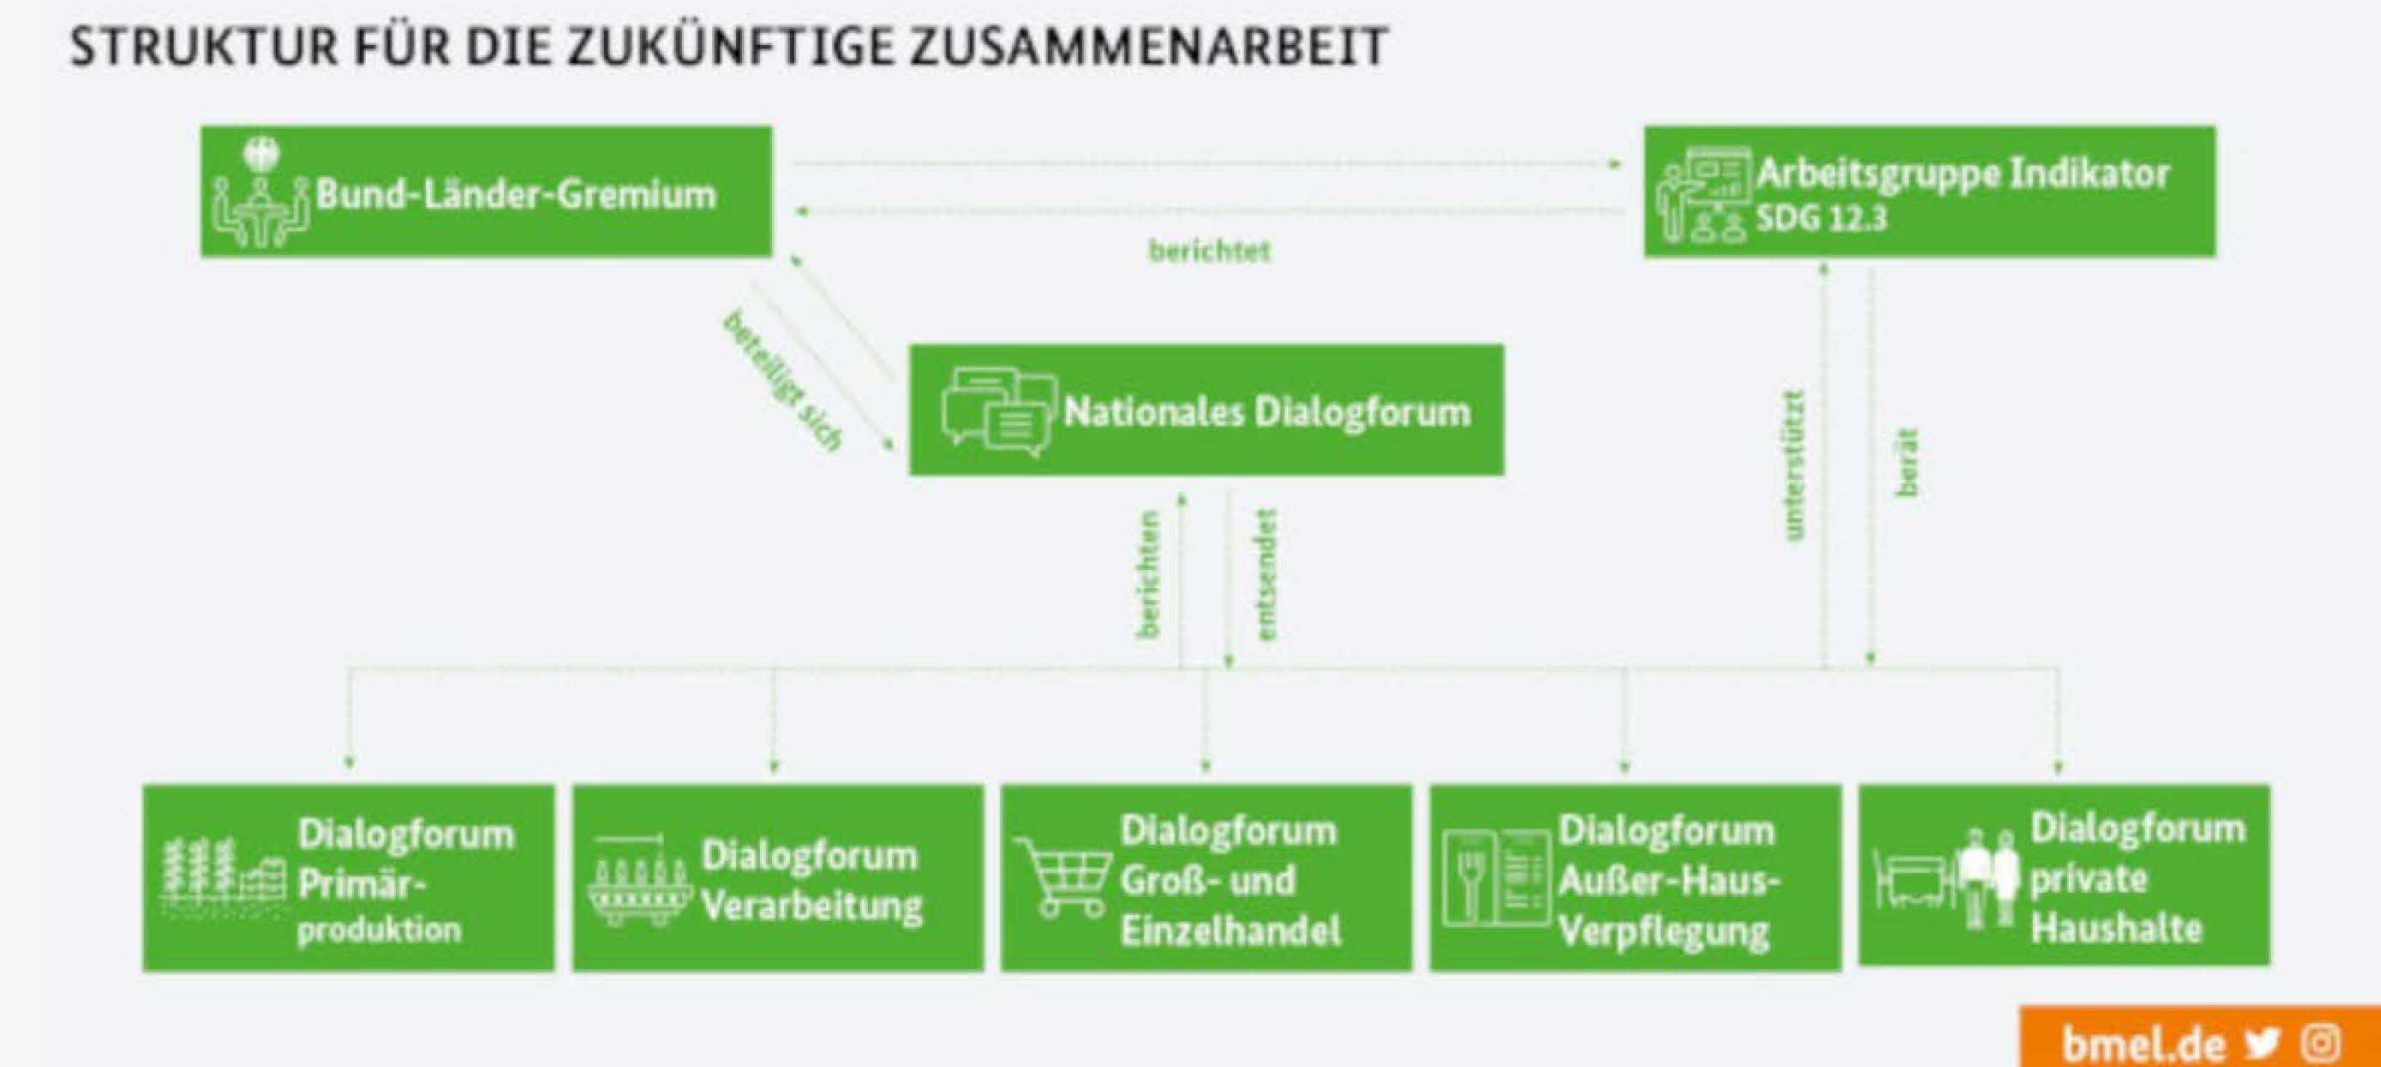 STRUKTUR FÜR DIE ZUKÜNFTIGE ZUSAMMENARBEIT
Bund-Länder-Gremium
Arbeitsgruppe Indikator
SDG 12.3
berichtet
beteiligt sich
Nationales Dialogforum
unterstützt
berät
berichten
entsendet
Dialogforum
Primär-
produktion
Dialogforum
Verarbeitung
Dialogforum
Groß- und
Einzelhandel
Dialogforum
Außer-Haus-
Verpflegung
Dialogforum
private
Haushalte
bmel.de